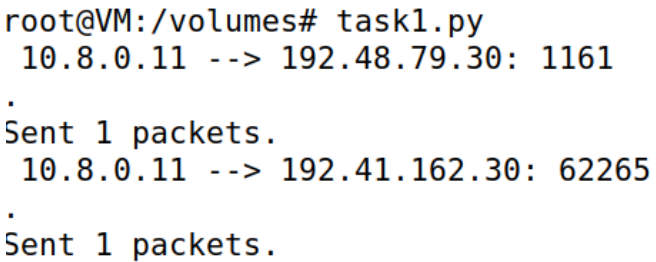 root@VM:/volumes# task1.py
 10.8.0.11 --> 192.48.79.30: 1161
.
Sent 1 packets.
 10.8.0.11 --> 192.41.162.30: 62265
.
Sent 1 packets.